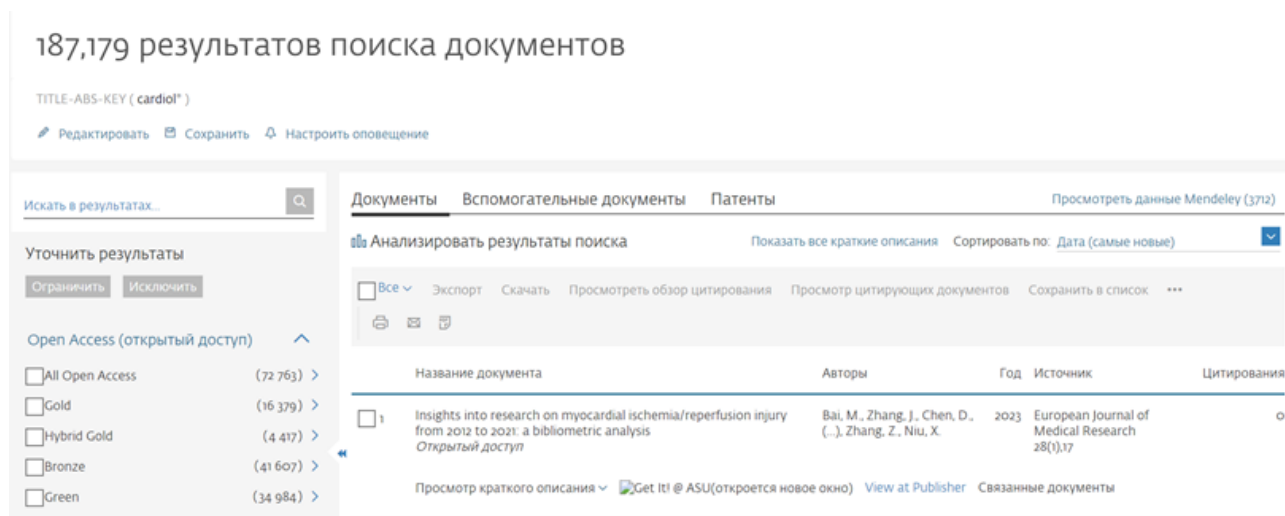 187,179 результатов поиска документов
TITLE-ABS-KEY ( cardiol* )
Редактировать Сохранить Настроить оповещение
Искать в результатах...
Уточнить результаты
Ограничить Исключить
Open Access (открытый доступ)
All Open Access (72 763)
Gold (16 379)
Hybrid Gold (4 417)
Bronze (41 607)
Green (34 984)
Документы Вспомогательные документы Патенты Просмотреть данные Mendeley (3712)
Анализировать результаты поиска Показать все краткие описания Сортировать по: Дата (самые новые)
Все Экспорт Скачать Просмотреть обзор цитирования Просмотр цитирующих документов Сохранить в список ...
Название документа Авторы Год Источник Цитирования
1 Insights into research on myocardial ischemia/reperfusion injury Bai, M., Zhang, J., Chen, D., 2023 European Journal of 0
from 2012 to 2021: a bibliometric analysis (...), Zhang, Z., Niu, X. Medical Research
Открытый доступ 28(1),17
Просмотр краткого описания Get It! @ ASU(откроется новое окно) View at Publisher Связанные документы